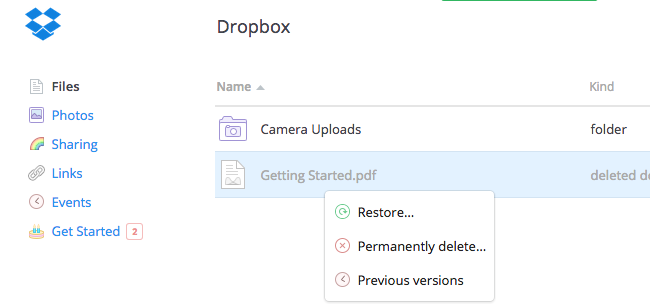 Dropbox
Files
Photos
Sharing
Links
Events
Get Started 2
Name Kind
Camera Uploads folder
Getting Started.pdf deleted
Restore...
Permanently delete...
Previous versions